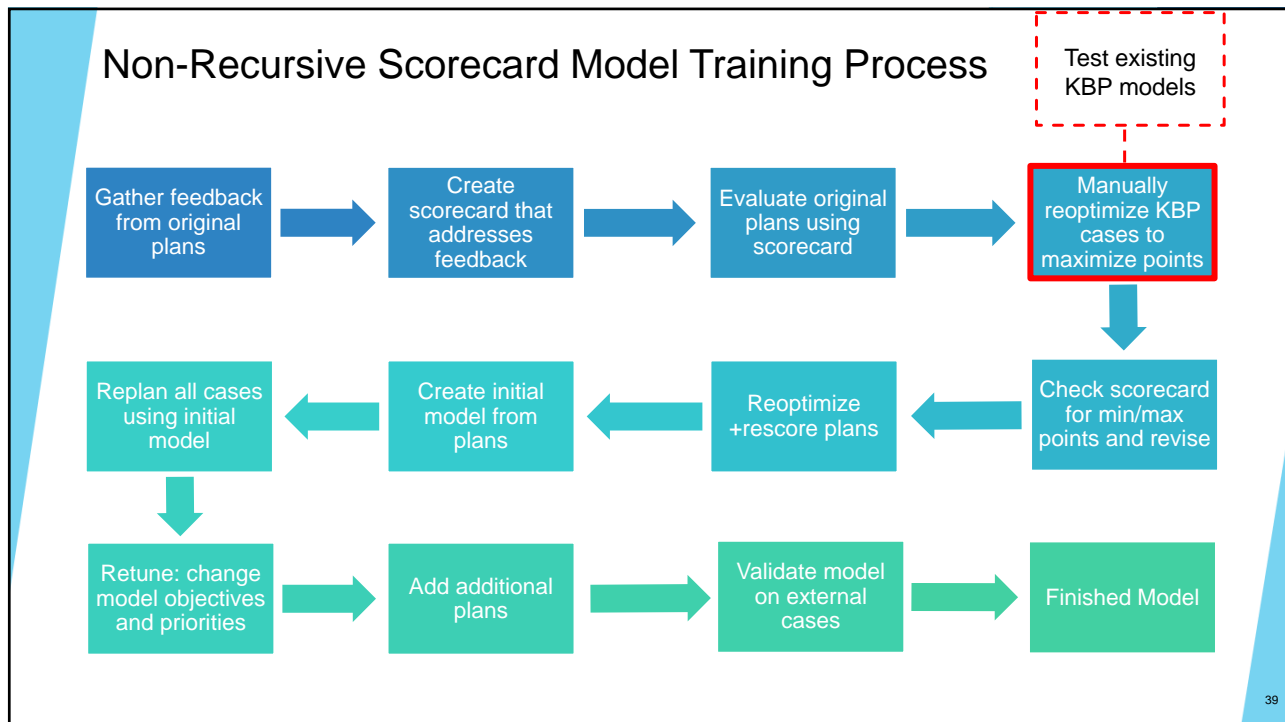 Non-Recursive Scorecard Model Training Process
Test existing
KBP models
Gather feedback
from original
plans
Create
scorecard that
addresses
feedback
Evaluate original
plans using
scorecard
Manually
reoptimize KBP
cases to
maximize points
Check scorecard
for min/max
points and revise
Reoptimize
+rescore plans
Create initial
model from
plans
Replan all cases
using initial
model
Retune: change
model objectives
and priorities
Add additional
plans
Validate model
on external
cases
Finished Model
39